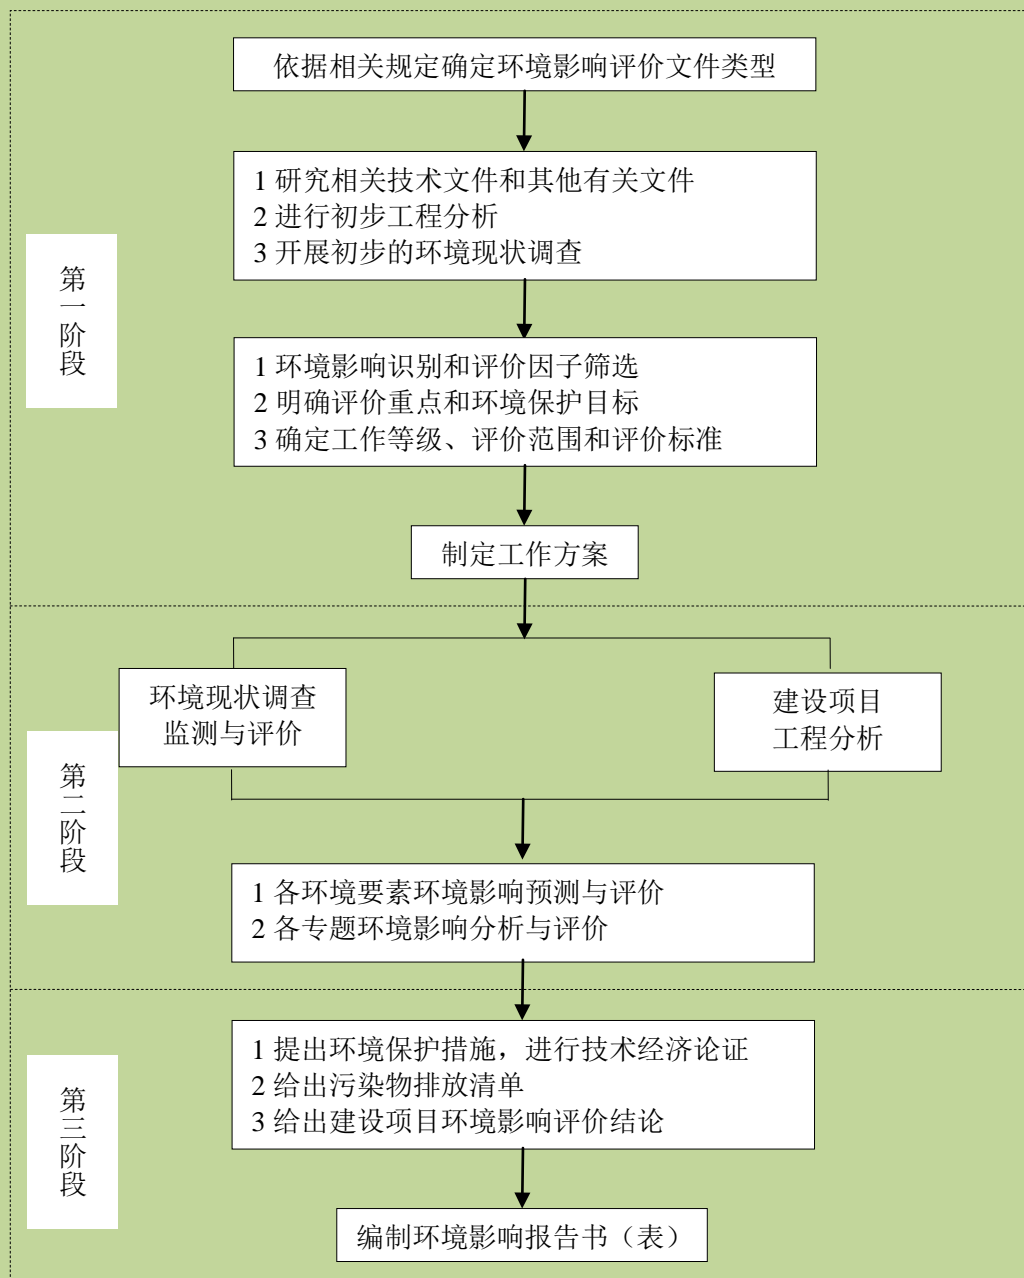 依据相关规定确定环境影响评价文件类型
1 研究相关技术文件和其他有关文件
2 进行初步工程分析
3 开展初步的环境现状调查
第一阶段
1 环境影响识别和评价因子筛选
2 明确评价重点和环境保护目标
3 确定工作等级、评价范围和评价标准
制定工作方案
环境现状调查
监测与评价
建设项目
工程分析
第二阶段
1 各环境要素环境影响预测与评价
2 各专题环境影响分析与评价
第三阶段
1 提出环境保护措施，进行技术经济论证
2 给出污染物排放清单
3 给出建设项目环境影响评价结论
编制环境影响报告书（表）